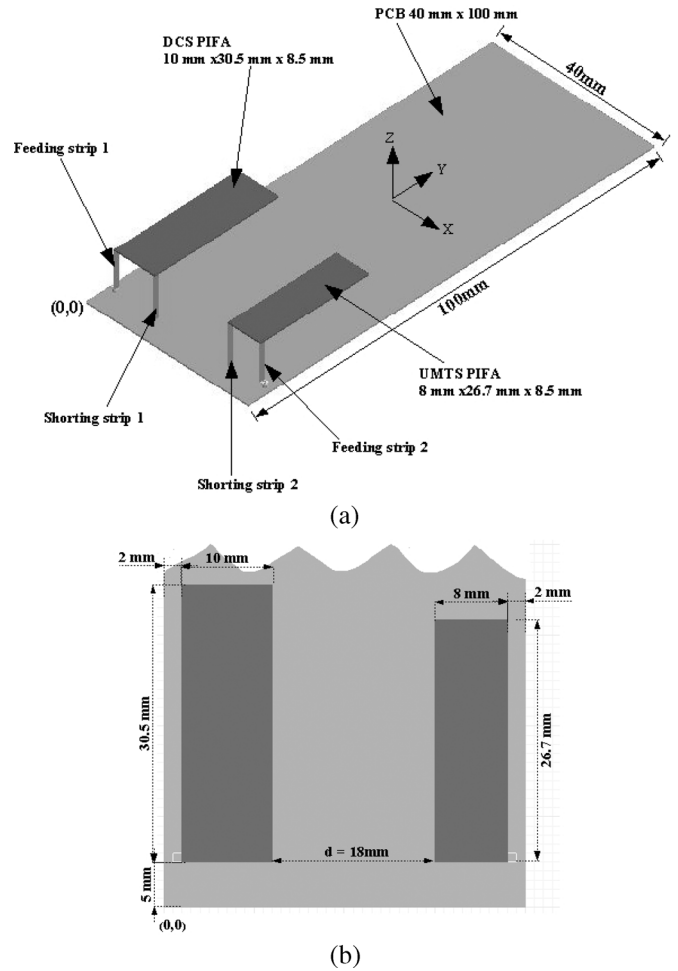 PCB 40 mm x 100 mm
DCS PIFA
10 mm x30.5 mm x 8.5 mm
40mm
Feeding strip 1
Z
Y
X
(0,0)
100mm
UMTS PIFA
8 mm x26.7 mm x 8.5 mm
Shorting strip 1
Feeding strip 2
Shorting strip 2
(a)
2 mm
10 mm
8 mm
2 mm
30.5 mm
26.7 mm
d = 18mm
5 mm
(0,0)
(b)